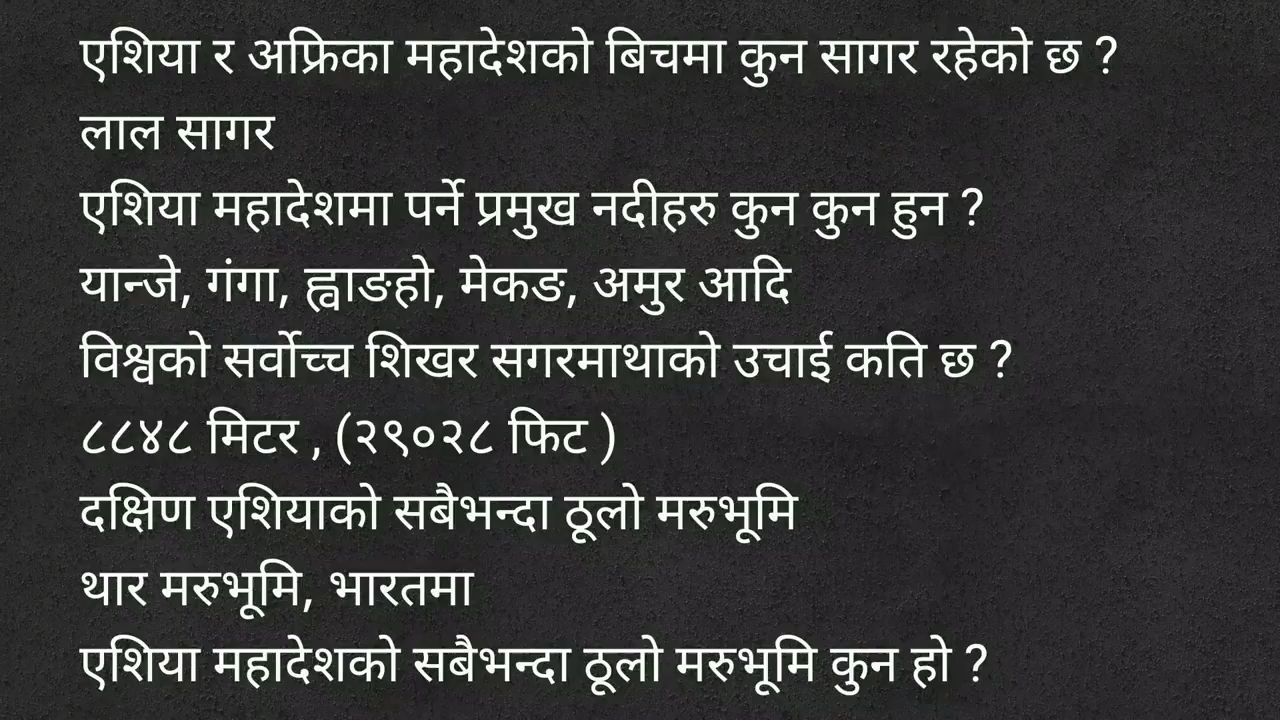 एशिया र अफ्रिका महादेशको बिचमा कुन सागर रहेको छ ?
लाल सागर
एशिया महादेशमा पर्ने प्रमुख नदीहरु कुन कुन हुन ?
यान्जे, गंगा, ह्वाङहो, मेकङ, अमुर आदि
विश्वको सर्वोच्च शिखर सगरमाथाको उचाई कति छ ?
८८४८ मिटर , (२९०२८ फिट )
दक्षिण एशियाको सबैभन्दा ठूलो मरुभूमि
थार मरुभूमि, भारतमा
एशिया महादेशको सबैभन्दा ठूलो मरुभूमि कुन हो ?